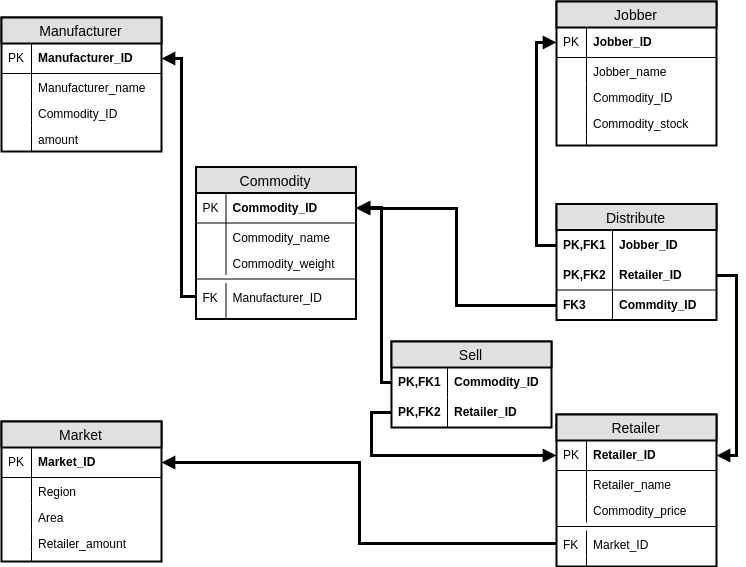 Manufacturer
PK Manufacturer_ID
Manufacturer_name
Commodity_ID
amount
Jobber
PK Jobber_ID
Jobber_name
Commodity_ID
Commodity_stock
Commodity
PK Commodity_ID
Commodity_name
Commodity_weight
FK Manufacturer_ID
Distribute
PK,FK1 Jobber_ID
PK,FK2 Retailer_ID
FK3 Commdity_ID
Sell
PK,FK1 Commodity_ID
PK,FK2 Retailer_ID
Market
PK Market_ID
Region
Area
Retailer_amount
Retailer
PK Retailer_ID
Retailer_name
Commodity_price
FK Market_ID